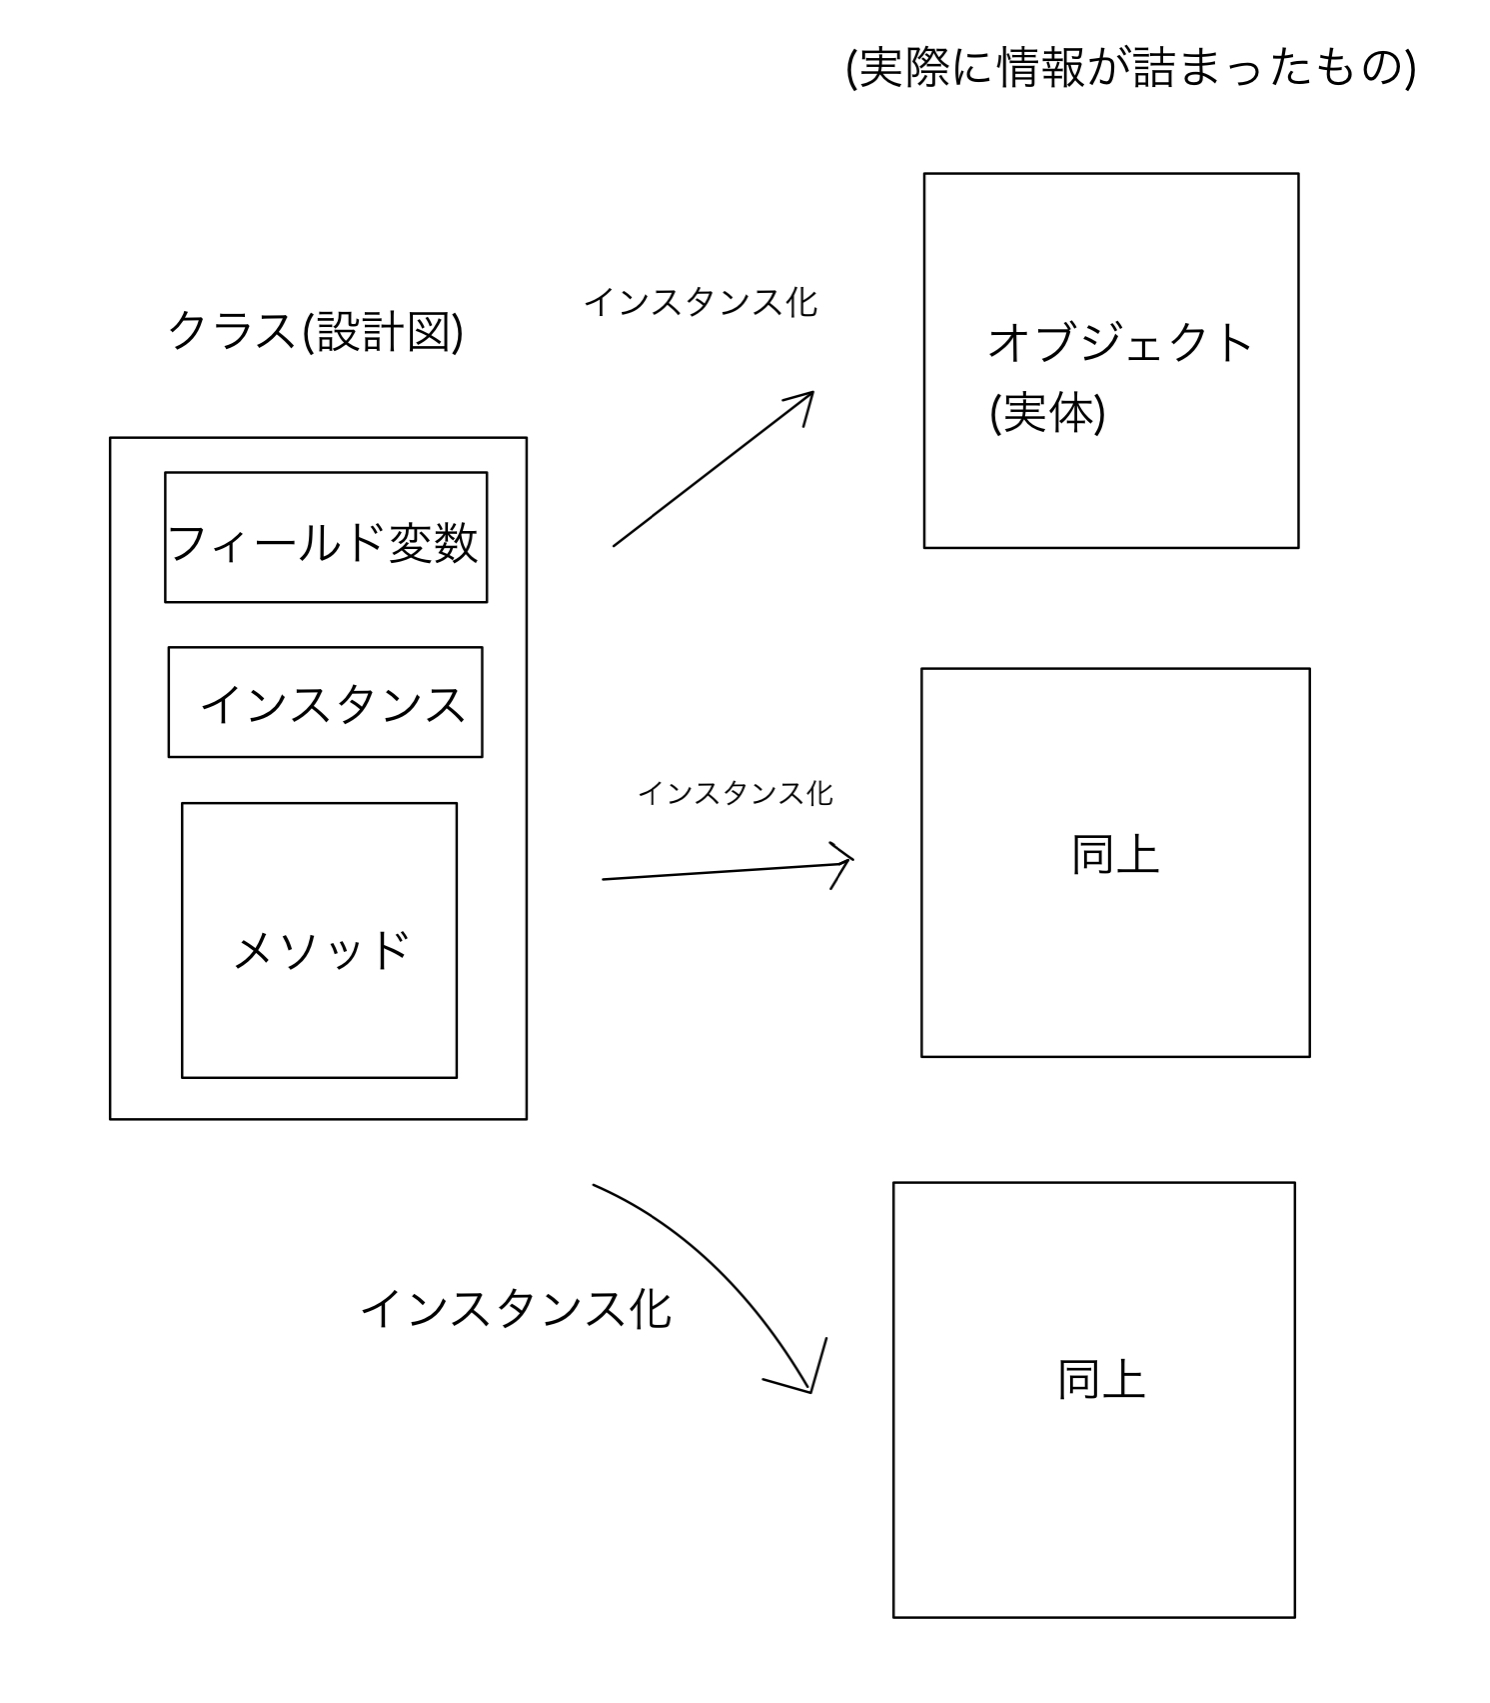 (実際に情報が詰まったもの)
クラス(設計図)
フィールド変数
インスタンス
メソッド
インスタンス化
オブジェクト
(実体)
インスタンス化
同上
インスタンス化
同上